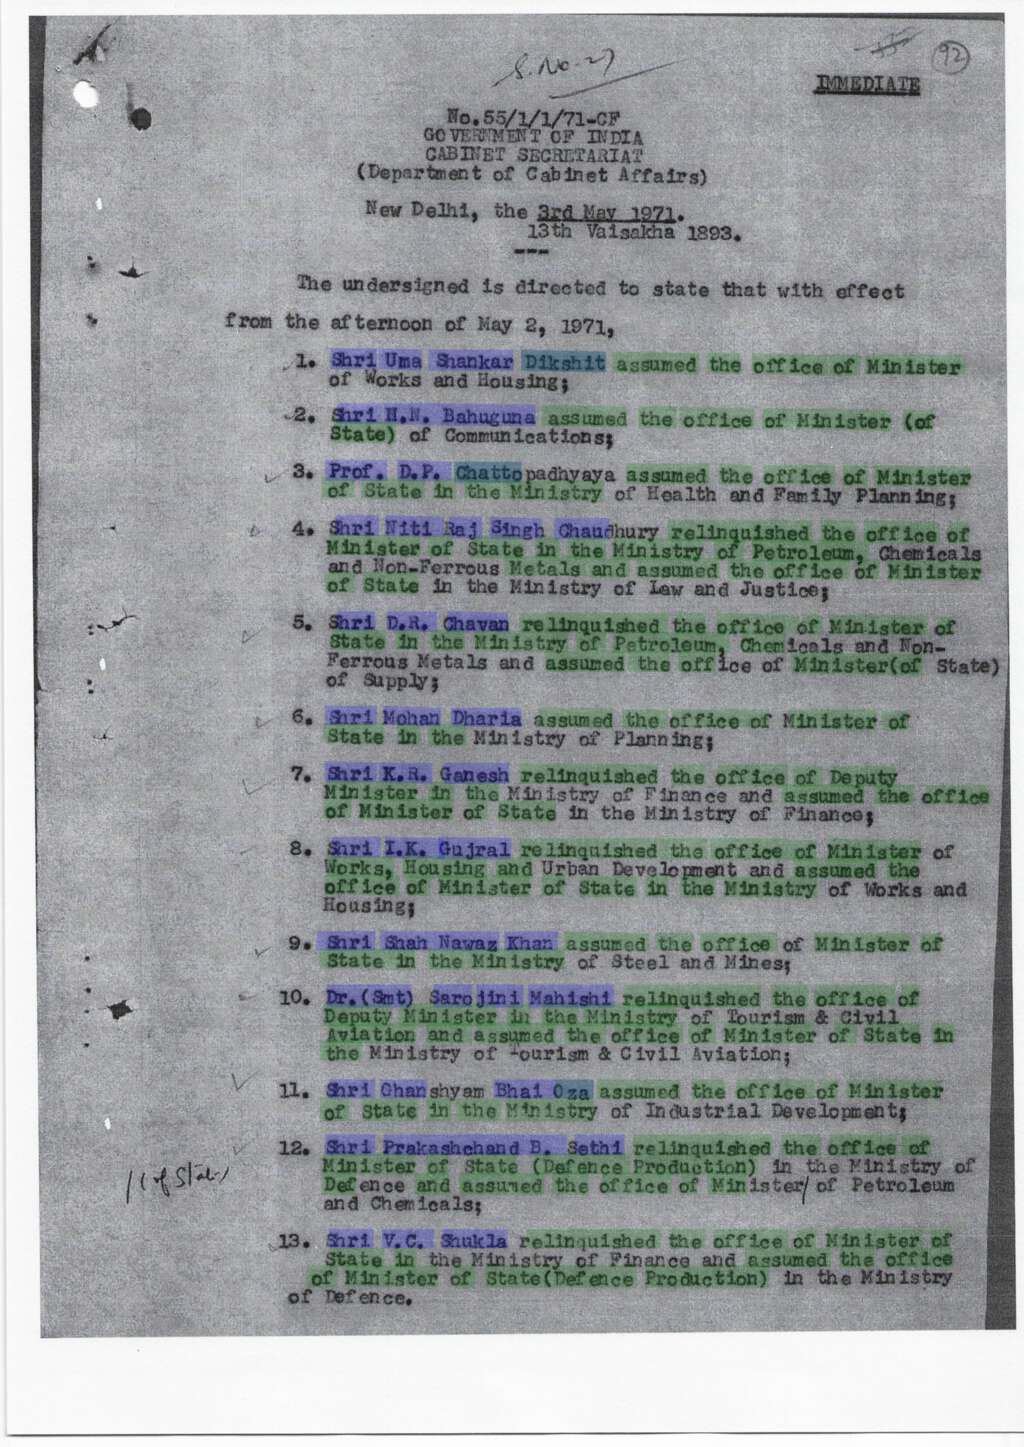 S.No-27
92
IMMEDIATE
No.55/1/1/71-CF
GOVERNMENT OF INDIA
CABINET SECRETARIAT
(Department of Cabinet Affairs)
New Delhi, the 3rd May 1971.
13th Vaisakha 1893.
The undersigned is directed to state that with effect
from the afternoon of May 2, 1971,
1. Shri Uma Shankar Dikshit assumed the office of Minister
of Works and Housing;
2. Shri H.N. Bahuguna assumed the office of Minister (of
State) of Communications;
3. Prof. D.P. Chattopadhyaya assumed the office of Minister
of State in the Ministry of Health and Family Planning;
4. Shri Niti Raj Singh Chaudhury relinquished the office of
Minister of State in the Ministry of Petroleum, Chemicals
and Non-Ferrous Metals and assumed the office of Minister
of State in the Ministry of Law and Justice;
5. Shri D.R. Chavan relinquished the office of Minister of
State in the Ministry of Petroleum, Chemicals and Non-
Ferrous Metals and assumed the office of Minister(of State)
of Supply;
6. Shri Mohan Dharia assumed the office of Minister of
State in the Ministry of Planning;
7. Shri K.R. Ganesh relinquished the office of Deputy
Minister in the Ministry of Finance and assumed the office
of Minister of State in the Ministry of Finance;
8. Shri I.K. Gujral relinquished the office of Minister of
Works, Housing and Urban Development and assumed the
office of Minister of State in the Ministry of Works and
Housing;
9. Shri Shah Nawaz Khan assumed the office of Minister of
State in the Ministry of Steel and Mines;
10. Dr.(Smt) Sarojini Mahishi relinquished the office of
Deputy Minister in the Ministry of Tourism & Civil
Aviation and assumed the office of Minister of State in
the Ministry of Tourism & Civil Aviation;
11. Shri Ghanshyam Bhai Oza assumed the office of Minister
of State in the Ministry of Industrial Development;
12. Shri Prakashchand B. Sethi relinquished the office of
Minister of State (Defence Production) in the Ministry of
/(of State)
Defence and assumed the office of Minister/of Petroleum
and Chemicals;
13. Shri V.C. Shukla relinquished the office of Minister of
State in the Ministry of Finance and assumed the office
of Minister of State(Defence Production) in the Ministry
of Defence.